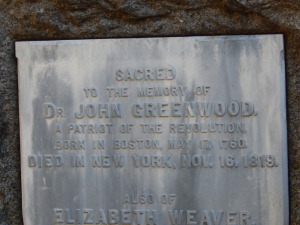 SACRED
TO THE MEMORY OF
DR. JOHN GREENWOOD.
A PATRIOT OF THE REVOLUTION.
BORN IN BOSTON, MAY 17, 1760.
DIED IN NEW YORK, NOV. 16, 1819.
ALSO OF
ELIZABETH WEAVER